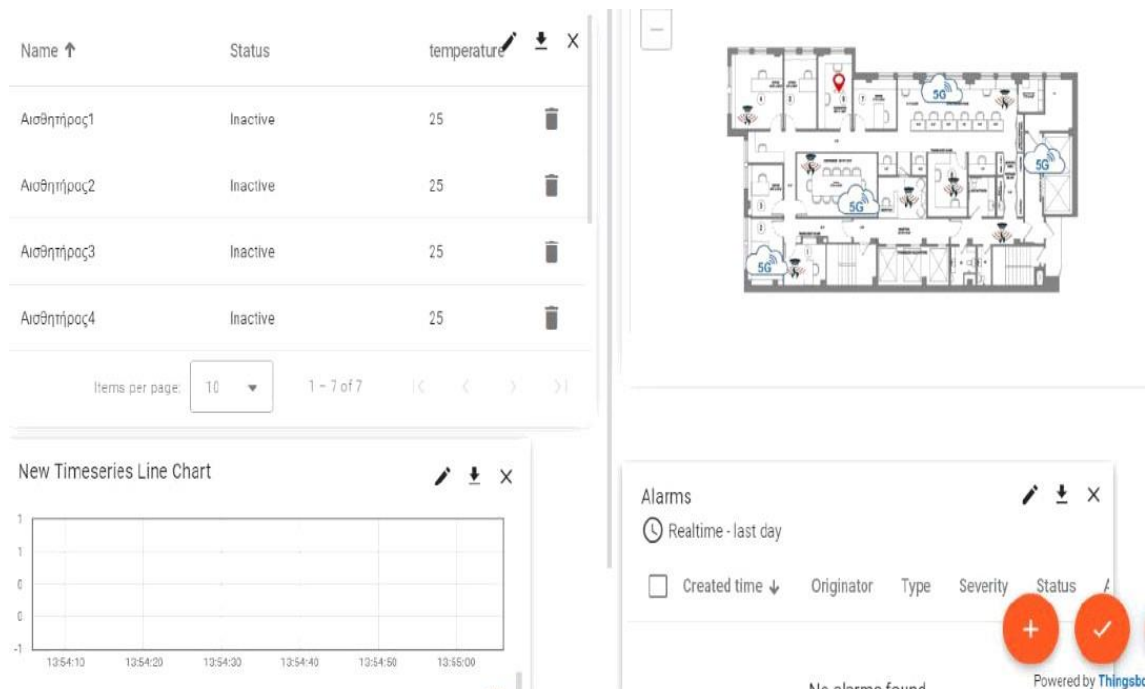 Name ↑ Status temperature
Αισθητήρας1 Inactive 25
Αισθητήρας2 Inactive 25
Αισθητήρας3 Inactive 25
Αισθητήρας4 Inactive 25
Items per page: 10 1 – 7 of 7
New Timeseries Line Chart
1
1
0
0
-1
13:54:10 13:54:20 13:54:30 13:54:40 13:54:50 13:55:00
5G
5G
5G
5G
Alarms
Realtime - last day
Created time ↓ Originator Type Severity Status
No alarms found
Powered by Thingsbo